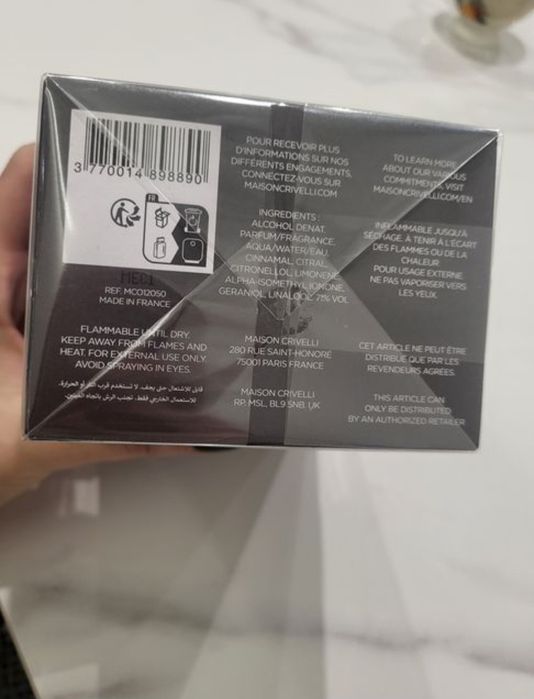 3 770014 898890
FR
MEC1
REF. MCO12050
MADE IN FRANCE
FLAMMABLE UNTIL DRY.
KEEP AWAY FROM FLAMES AND
HEAT. FOR EXTERNAL USE ONLY.
AVOID SPRAYING IN EYES.
قابل للاشتعال حتى يجف. لا تستخدم قرب النار أو الحرارة.
للاستعمال الخارجي فقط. تجنب الرش باتجاه العينين.
POUR RECEVOIR PLUS
D'INFORMATIONS SUR NOS
DIFFÉRENTS ENGAGEMENTS,
CONNECTEZ-VOUS SUR
MAISONCRIVELLI.COM
INGREDIENTS :
ALCOHOL DENAT.
PARFUM/FRAGRANCE,
AQUA/WATER/EAU,
CINNAMAL, CITRAL,
CITRONELLOL, LIMONENE,
ALPHA-ISOMETHYL IONONE,
GERANIOL, LINALOOL. 71% VOL
MAISON CRIVELLI
280 RUE SAINT-HONORÉ
75001 PARIS FRANCE
MAISON CRIVELLI
RP. MSL, BL9 5NB. UK
TO LEARN MORE
ABOUT OUR VARIOUS
COMMITMENTS, VISIT
MAISONCRIVELLI.COM/EN
INFLAMMABLE JUSQU'À
SÉCHAGE. À TENIR À L'ÉCART
DES FLAMMES OU DE LA
CHALEUR.
POUR USAGE EXTERNE.
NE PAS VAPORISER VERS
LES YEUX.
CET ARTICLE NE PEUT ÊTRE
DISTRIBUÉ QUE PAR LES
REVENDEURS AGRÉÉS.
THIS ARTICLE CAN
ONLY BE DISTRIBUTED
BY AN AUTHORIZED RETAILER